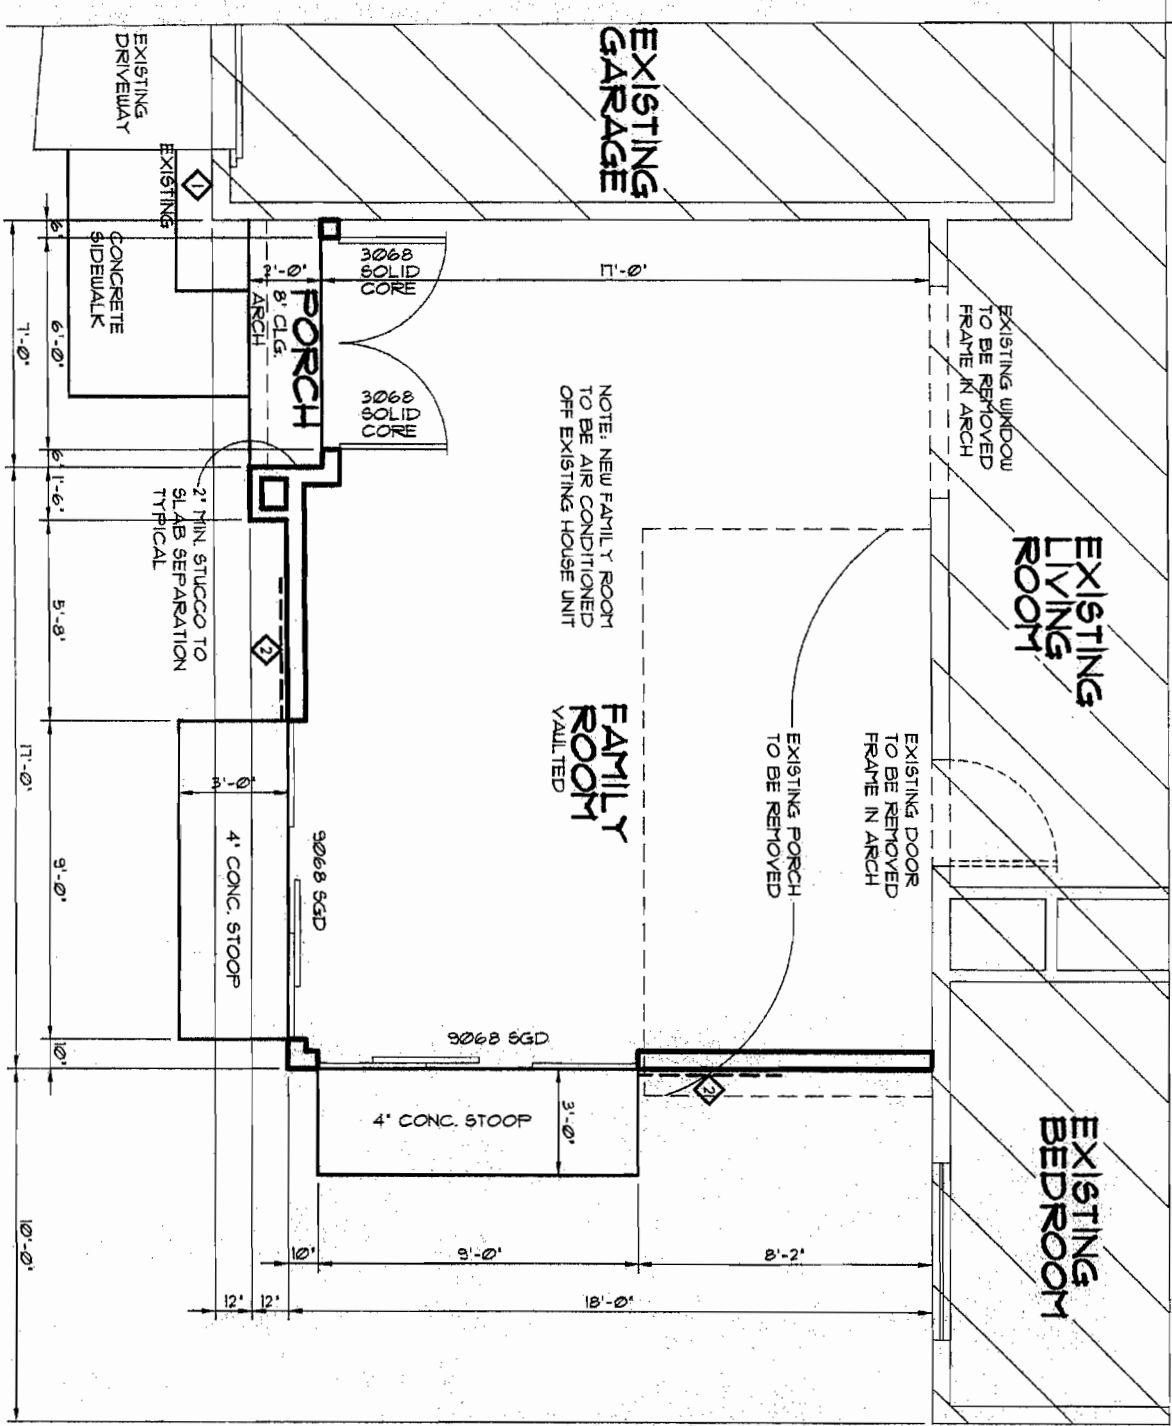 EXISTING
GARAGE
EXISTING
DRIVEWAY
EXISTING
1
CONCRETE
SIDEWALK
3068
SOLID
CORE
3068
SOLID
CORE
2'-0"
8' CLG.
ARCH
PORCH
17'-0"
EXISTING WINDOW
TO BE REMOVED
FRAME IN ARCH
NOTE: NEW FAMILY ROOM
TO BE AIR CONDITIONED
OFF EXISTING HOUSE UNIT
EXISTING
LIVING
ROOM
2" MIN. STUCCO TO
SLAB SEPARATION
TYPICAL
2
FAMILY
ROOM
VAULTED
EXISTING PORCH
TO BE REMOVED
EXISTING DOOR
TO BE REMOVED
FRAME IN ARCH
3'-0"
4" CONC. STOOP
9068 SGD
9068 SGD
4" CONC. STOOP
3'-0"
2
EXISTING
BEDROOM
6"
6'-0"
6"
1'-6"
5'-8"
9'-0"
10"
7'-0"
17'-0"
10'-0"
10"
9'-0"
8'-2"
12"
12"
18'-0"